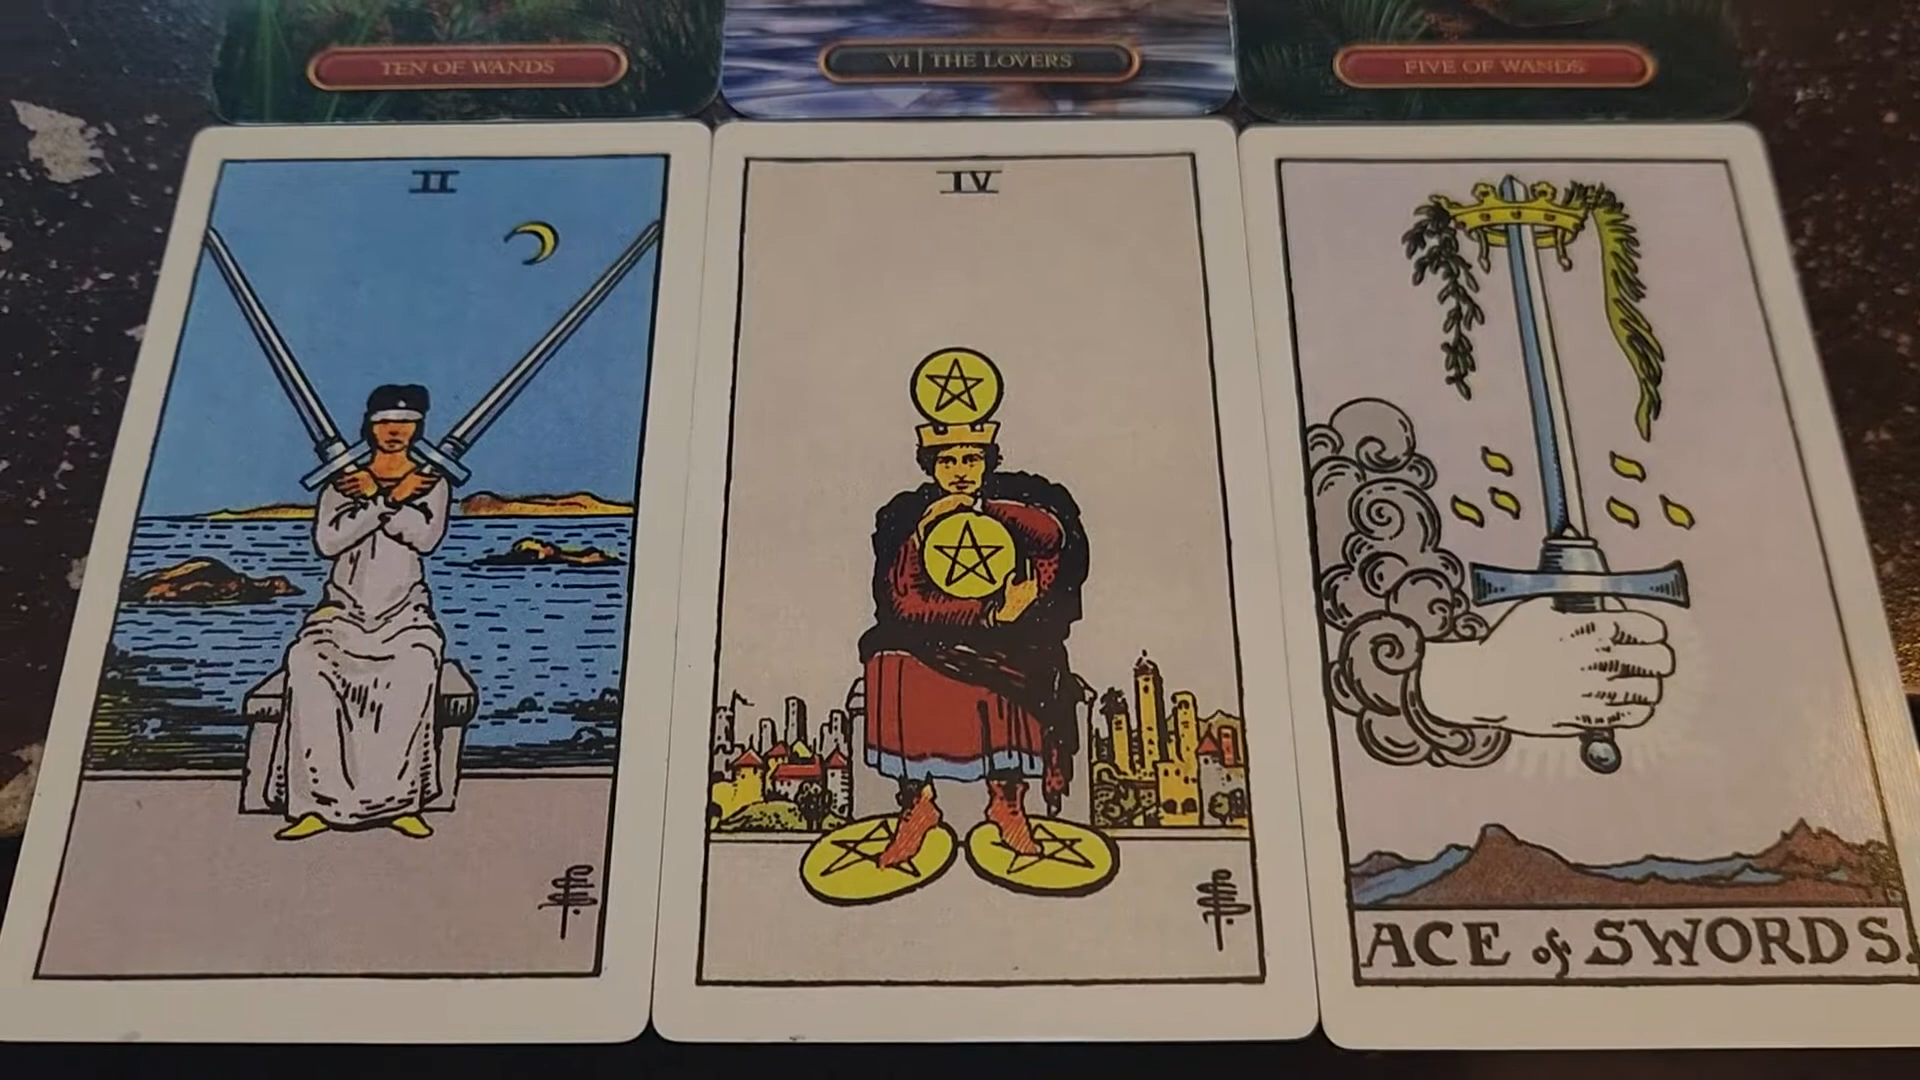 TEN OF WANDS
VI | THE LOVERS
FIVE OF WANDS
II
IV
ACE of SWORDS.